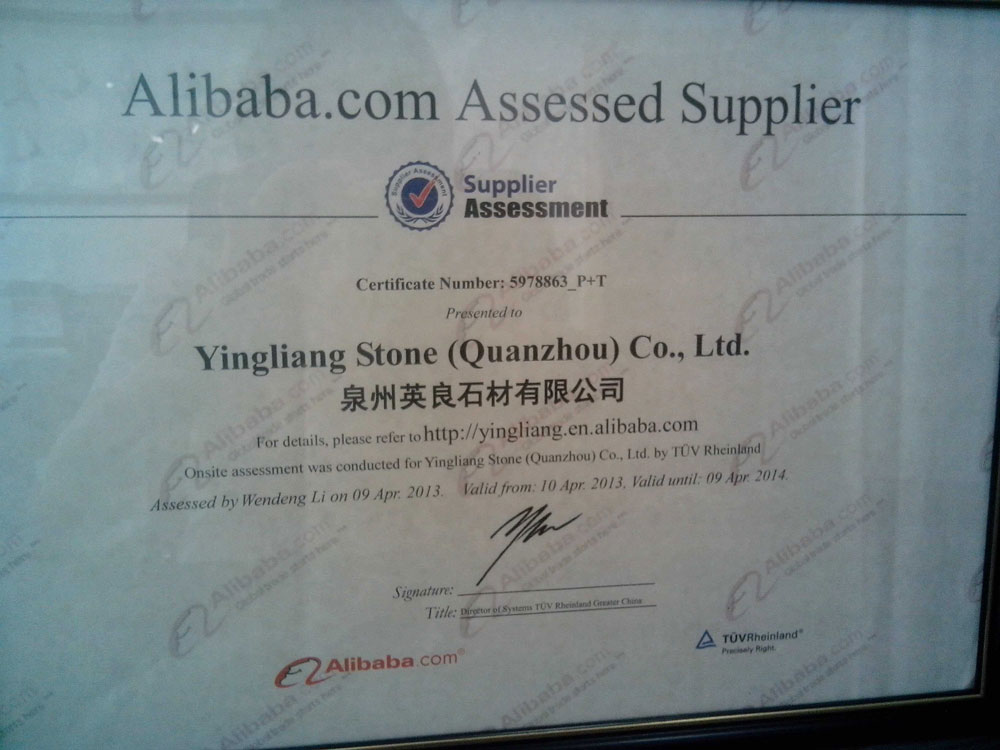 Alibaba.com Assessed Supplier
Supplier Assessment
Supplier
Assessment
Certificate Number: 5978863_P+T
Presented to
Yingliang Stone (Quanzhou) Co., Ltd.
泉州英良石材有限公司
For details, please refer to http://yingliang.en.alibaba.com
Onsite assessment was conducted for Yingliang Stone (Quanzhou) Co., Ltd. by TÜV Rheinland
Assessed by Wendeng Li on 09 Apr. 2013. Valid from: 10 Apr. 2013, Valid until: 09 Apr. 2014.
Signature:
Title: Director of Systems TÜV Rheinland Greater China
Alibaba.com®
TÜVRheinland®
Precisely Right.